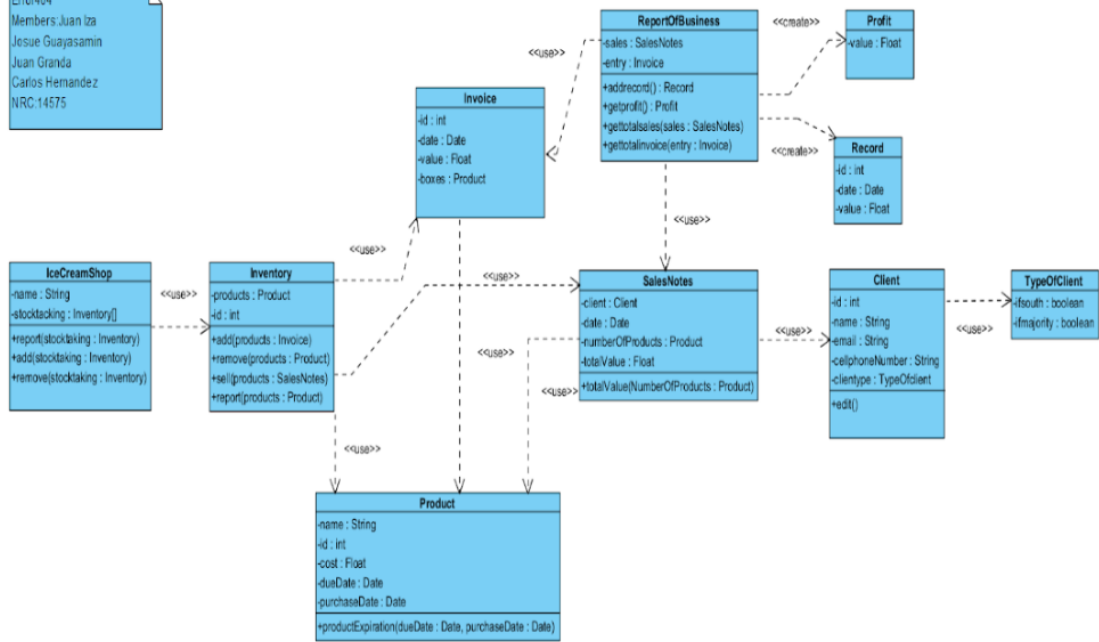 Error404
Members:Juan Iza
Josue Guayasamin
Juan Granda
Carlos Hernandez
NRC:14575
ReportOfBusiness
-sales : SalesNotes
-entry : Invoice
+addrecord() : Record
+getprofit() : Profit
+gettotalsales(sales : SalesNotes)
+gettotalinvoice(entry : Invoice)
<<create>>
Profit
-value : Float
<<use>>
Invoice
-id : int
-date : Date
-value : Float
-boxes : Product
<<create>>
Record
-id : int
-date : Date
-value : Float
<<use>>
<<use>>
IceCreamShop
-name : String
-stocktacking : Inventory[]
+report(stocktaking : Inventory)
+add(stocktaking : Inventory)
+remove(stocktaking : Inventory)
<<use>>
Inventory
-products : Product
-id : int
+add(products : Invoice)
+remove(products : Product)
+sell(products : SalesNotes)
+report(products : Product)
<<use>>
SalesNotes
-client : Client
-date : Date
-numberOfProducts : Product
-totalValue : Float
+totalValue(NumberOfProducts : Product)
<<use>>
Client
-id : int
-name : String
-email : String
-cellphoneNumber : String
-clientype : TypeOfclient
+edit()
<<use>>
TypeOfClient
-ifsouth : boolean
-ifmajority : boolean
<<use>>
<<use>>
<<use>>
Product
-name : String
-id : int
-cost : Float
-dueDate : Date
-purchaseDate : Date
+productExpiration(dueDate : Date, purchaseDate : Date)